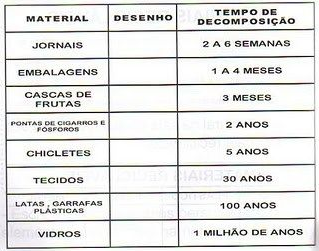 MATERIAL DESENHO TEMPO DE DECOMPOSIÇÃO
JORNAIS 2 A 6 SEMANAS
EMBALAGENS 1 A 4 MESES
CASCAS DE FRUTAS 3 MESES
PONTAS DE CIGARROS E FÓSFOROS 2 ANOS
CHICLETES 5 ANOS
TECIDOS 30 ANOS
LATAS , GARRAFAS PLÁSTICAS 100 ANOS
VIDROS 1 MILHÃO DE ANOS